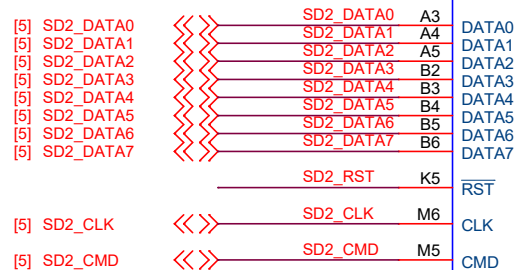 [5] SD2_DATA0 SD2_DATA0 A3 DATA0
[5] SD2_DATA1 SD2_DATA1 A4 DATA1
[5] SD2_DATA2 SD2_DATA2 A5 DATA2
[5] SD2_DATA3 SD2_DATA3 B2 DATA3
[5] SD2_DATA4 SD2_DATA4 B3 DATA4
[5] SD2_DATA5 SD2_DATA5 B4 DATA5
[5] SD2_DATA6 SD2_DATA6 B5 DATA6
[5] SD2_DATA7 SD2_DATA7 B6 DATA7
SD2_RST K5 RST
[5] SD2_CLK SD2_CLK M6 CLK
[5] SD2_CMD SD2_CMD M5 CMD